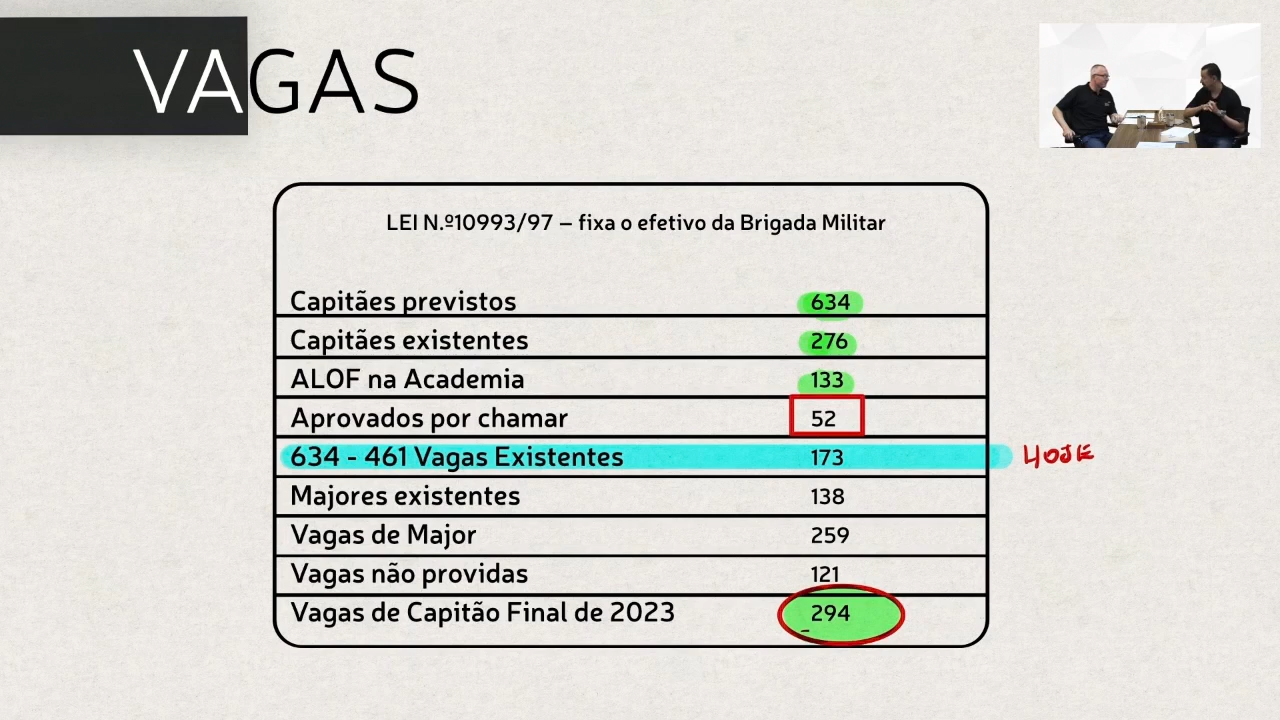 VAGAS
LEI N.º10993/97 – fixa o efetivo da Brigada Militar
Capitães previstos 634
Capitães existentes 276
ALOF na Academia 133
Aprovados por chamar 52
634 - 461 Vagas Existentes 173 HOJE
Majores existentes 138
Vagas de Major 259
Vagas não providas 121
Vagas de Capitão Final de 2023 294